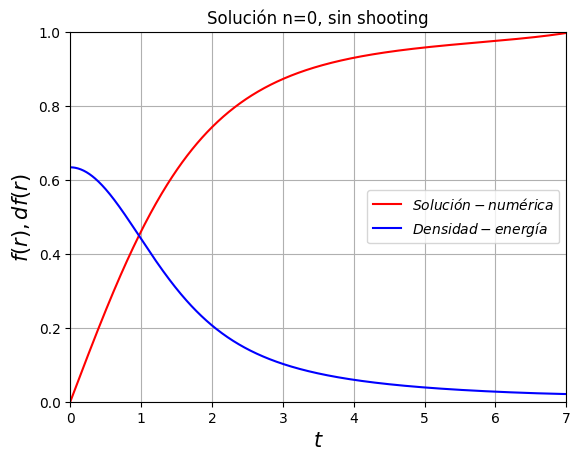 Solución n=0, sin shooting
f(r), df(r)
1.0
0.8
0.6
0.4
0.2
0.0
Solución − numérica
Densidad − energía
0 1 2 3 4 5 6 7
t